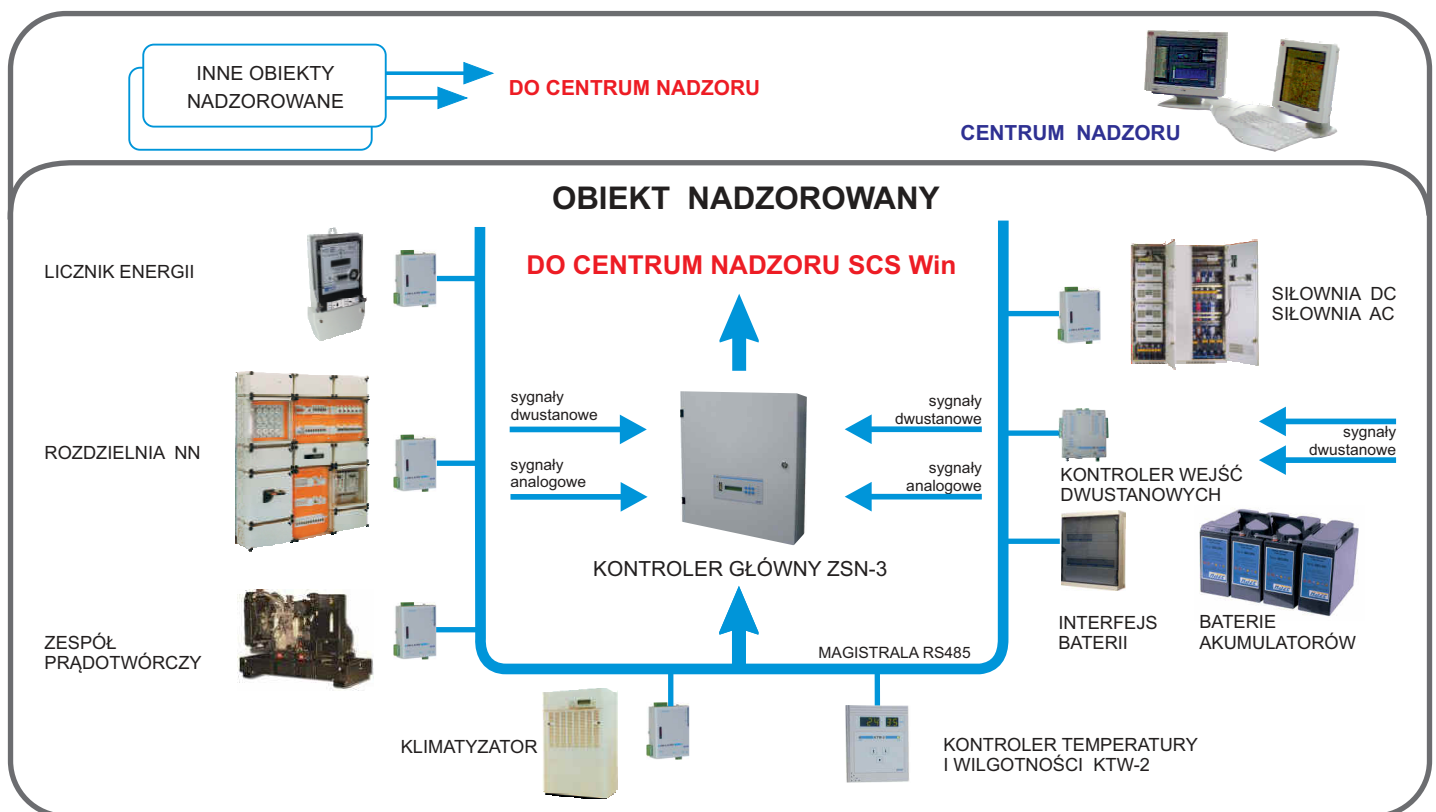 INNE OBIEKTY
NADZOROWANE
DO CENTRUM NADZORU
CENTRUM NADZORU
OBIEKT NADZOROWANY
DO CENTRUM NADZORU SCS Win
LICZNIK ENERGII
SIŁOWNIA DC
SIŁOWNIA AC
sygnały
dwustanowe
sygnały
dwustanowe
sygnały
dwustanowe
ROZDZIELNIA NN
sygnały
analogowe
sygnały
analogowe
KONTROLER WEJŚĆ
DWUSTANOWYCH
KONTROLER GŁÓWNY ZSN-3
INTERFEJS
BATERII
BATERIE
AKUMULATORÓW
ZESPÓŁ
PRĄDOTWÓRCZY
MAGISTRALA RS485
KLIMATYZATOR
KONTROLER TEMPERATURY
I WILGOTNOŚCI KTW-2